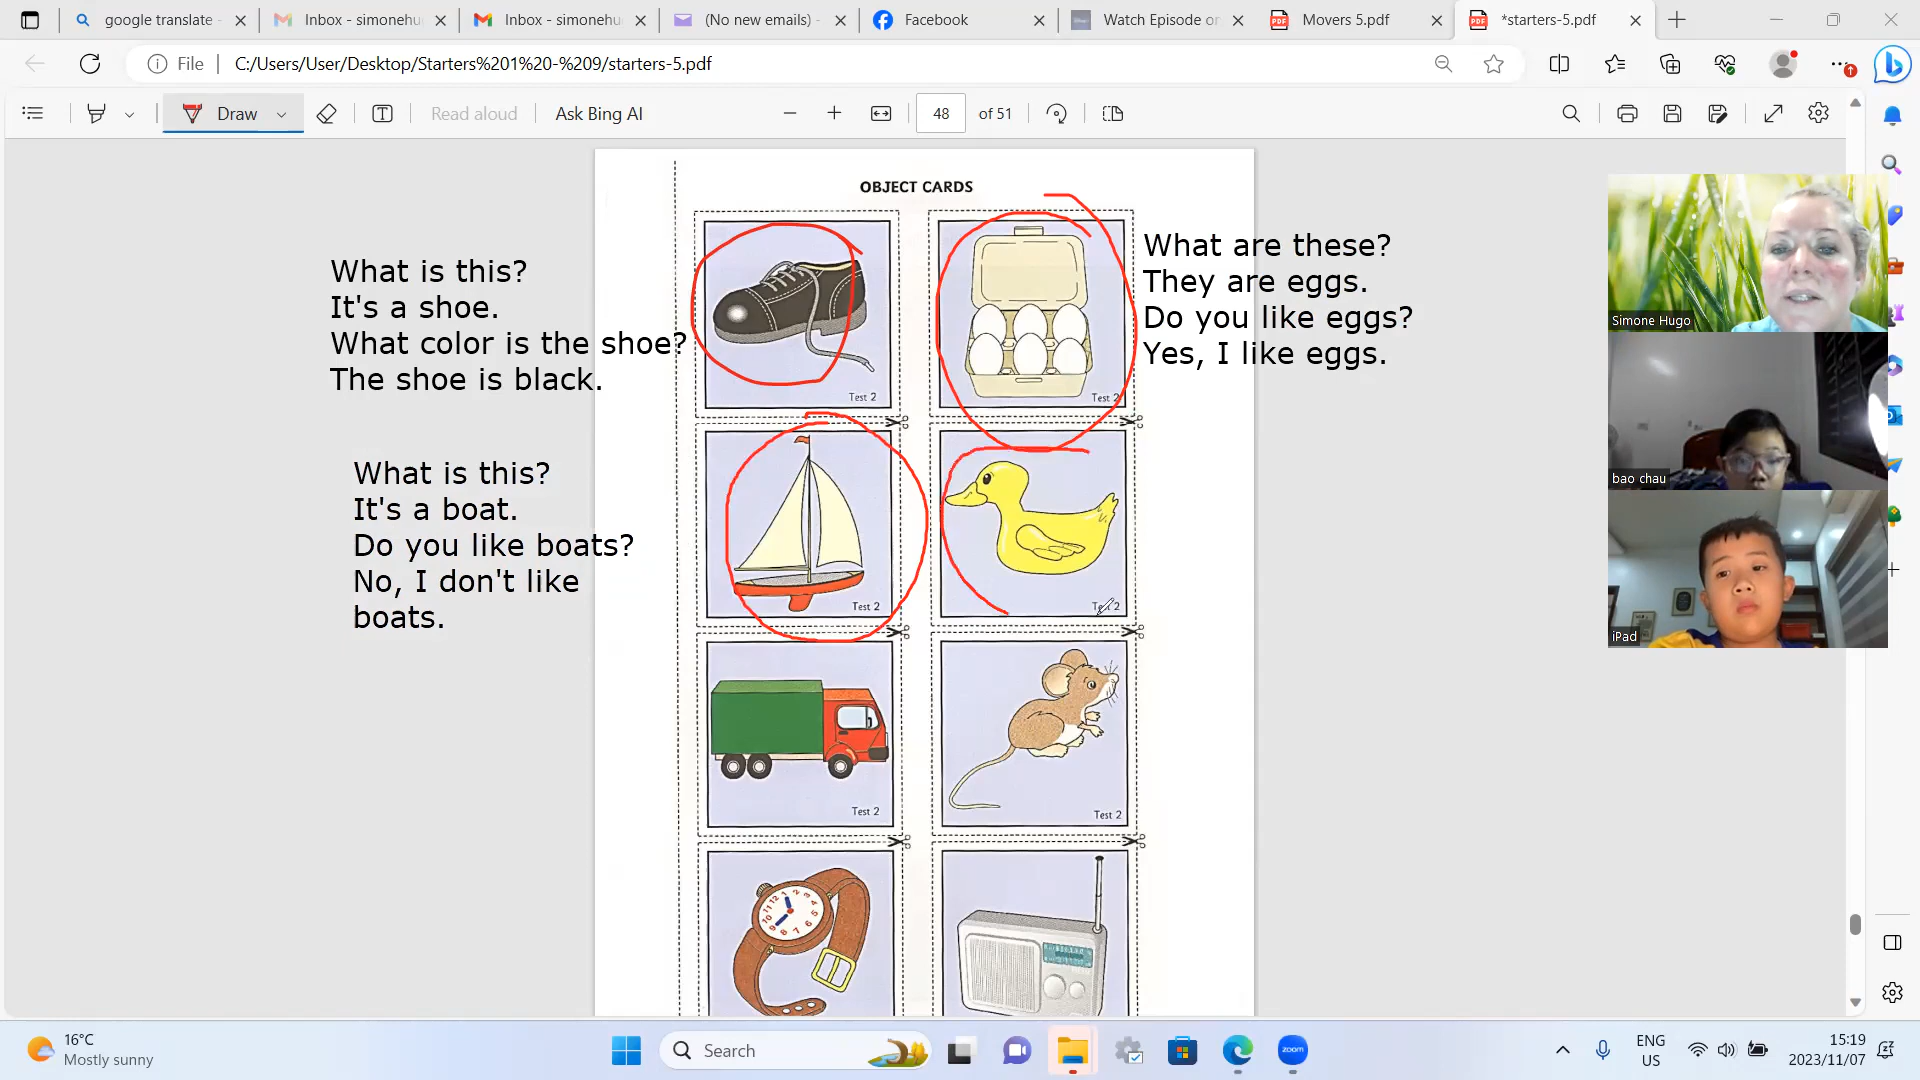 google translate -
Inbox - simonehu
Inbox - simonehu
(No new emails) -
Facebook
Watch Episode on
Movers 5.pdf
*starters-5.pdf
File
C:/Users/User/Desktop/Starters%201%20-%209/starters-5.pdf
Draw
Read aloud
Ask Bing AI
48
of 51
OBJECT CARDS
What is this?
It's a shoe.
What color is the shoe?
The shoe is black.
Test 2
What are these?
They are eggs.
Do you like eggs?
Yes, I like eggs.
Test 2
What is this?
It's a boat.
Do you like boats?
No, I don't like
boats.
Test 2
Test 2
Test 2
Test 2
Simone Hugo
bao chau
iPad
16°C
Mostly sunny
Search
zoom
ENG
US
15:19
2023/11/07